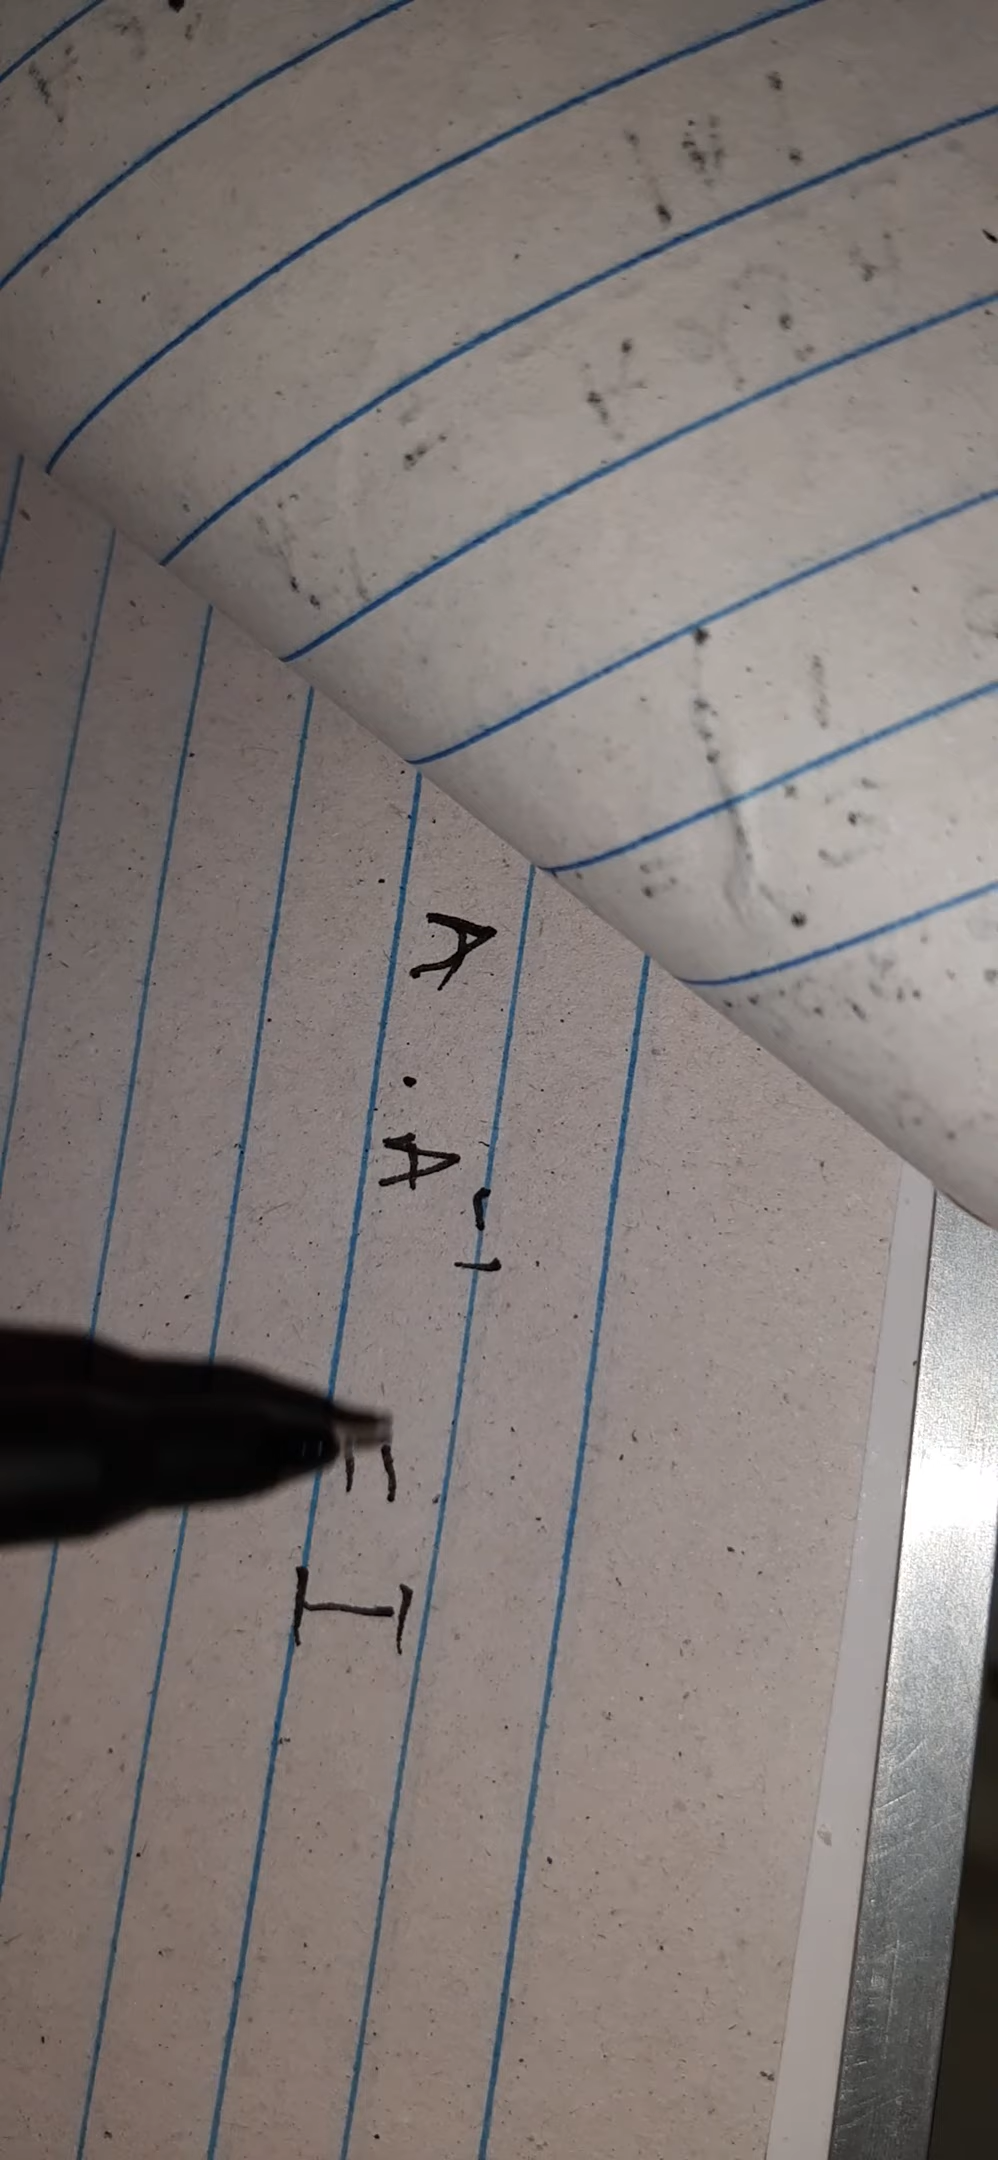 A . A⁻¹ = I